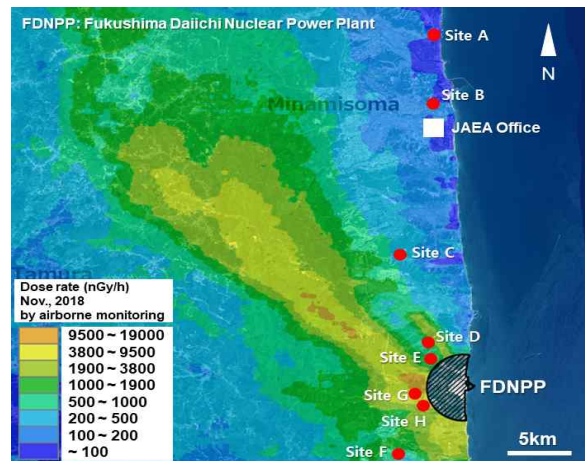 FDNPP: Fukushima Daiichi Nuclear Power Plant
Site A
N
Minamisoma
Site B
JAEA Office
Site C
Tamura
Dose rate (nGy/h)
Nov., 2018
by airborne monitoring
9500 ~ 19000
3800 ~ 9500
1900 ~ 3800
1000 ~ 1900
500 ~ 1000
200 ~ 500
100 ~ 200
~ 100
Site D
Site E
FDNPP
Site G
Site H
Site F
5km